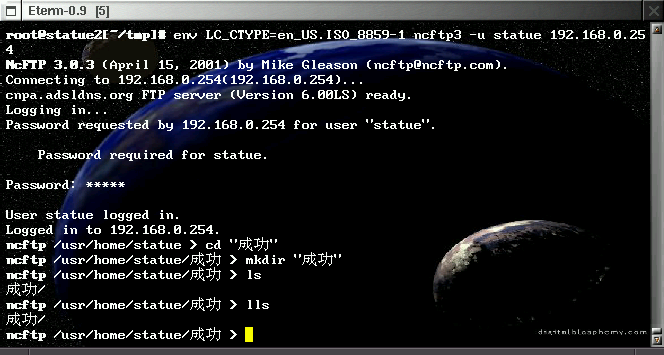 Eterm-0.9 [5]
root@statue2[~/tmp]# env LC_CTYPE=en_US.ISO_8859-1 ncftp3 -u statue 192.168.0.25
4
NcFTP 3.0.3 (April 15, 2001) by Mike Gleason (ncftp@ncftp.com).
Connecting to 192.168.0.254(192.168.0.254)...
cnpa.adsldns.org FTP server (Version 6.00LS) ready.
Logging in...
Password requested by 192.168.0.254 for user "statue".
Password required for statue.
Password: *****
User statue logged in.
Logged in to 192.168.0.254.
ncftp /usr/home/statue > cd "成功"
ncftp /usr/home/statue/成功 > mkdir "成功"
ncftp /usr/home/statue/成功 > ls
成功/
ncftp /usr/home/statue/成功 > lls
成功/
ncftp /usr/home/statue/成功 >
digitalblasphemy.com